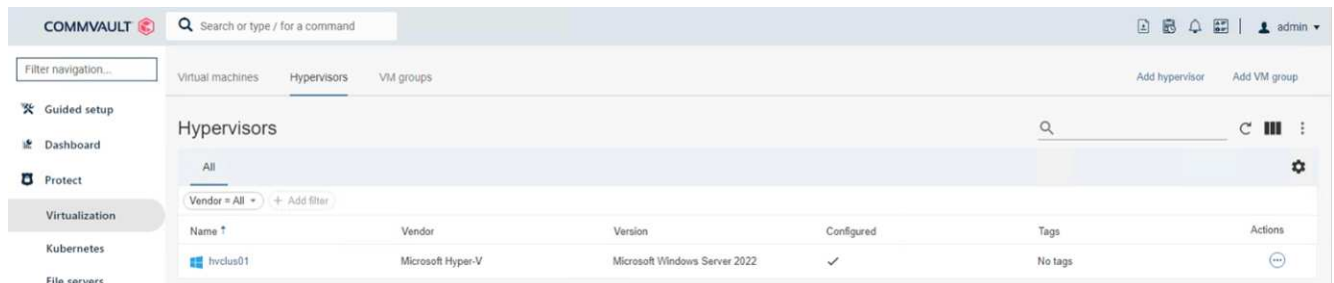 COMMVAULT
Search or type / for a command
admin
Filter navigation...
Virtual machines Hypervisors VM groups Add hypervisor Add VM group
Guided setup
Hypervisors
Dashboard
All
Protect
Vendor = All + Add filter
Virtualization
Name ↑ Vendor Version Configured Tags Actions
Kubernetes
hvclus01 Microsoft Hyper-V Microsoft Windows Server 2022 ✓ No tags
File servers